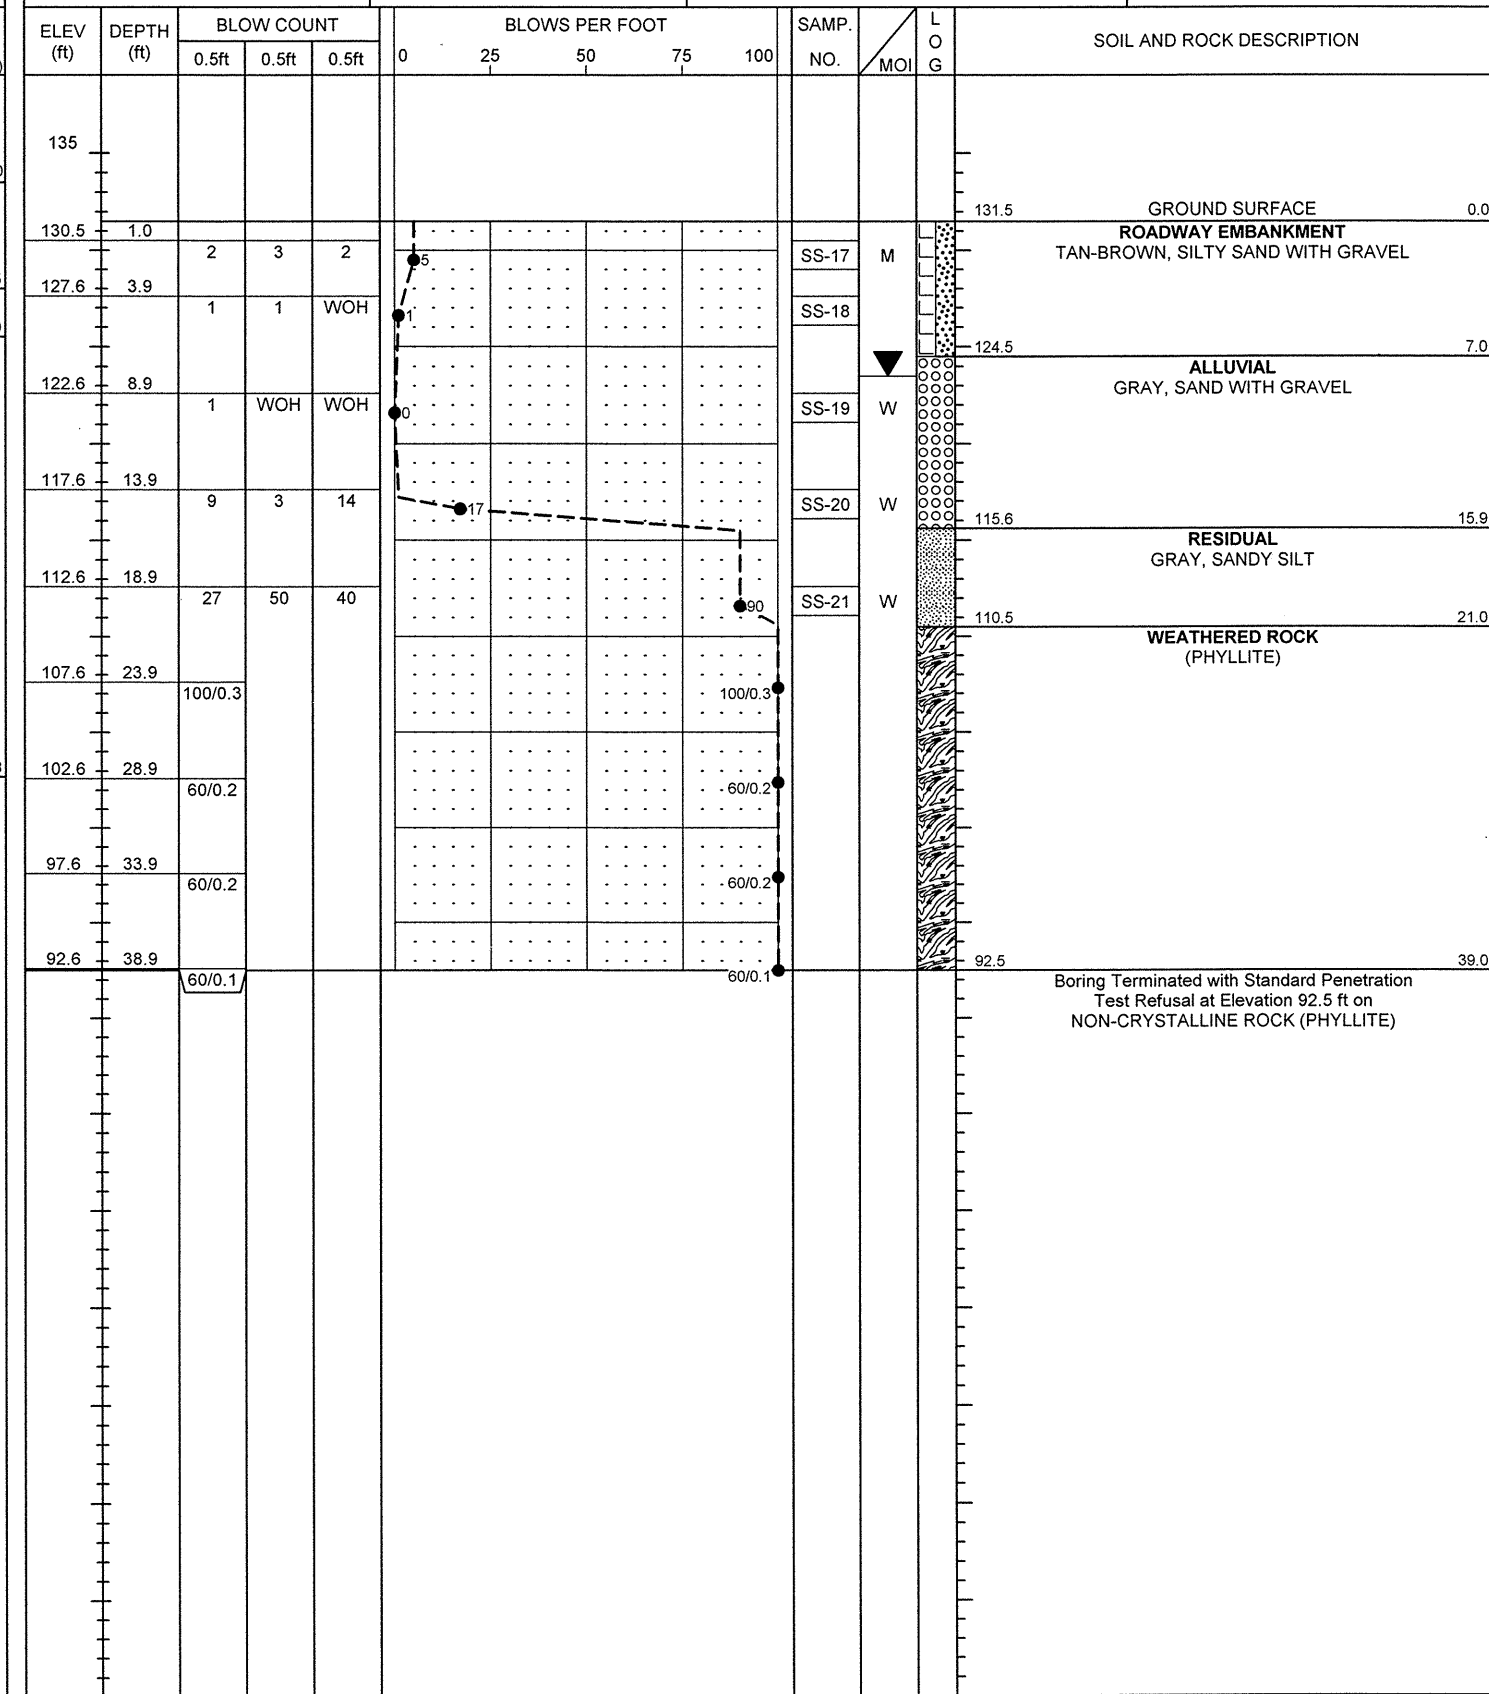 ELEV (ft) DEPTH (ft) BLOW COUNT BLOWS PER FOOT SAMP. NO. MOI LOG SOIL AND ROCK DESCRIPTION
0.5ft 0.5ft 0.5ft 0 25 50 75 100
135
131.5 GROUND SURFACE 0.0
130.5 1.0 ROADWAY EMBANKMENT
2 3 2 5 SS-17 M TAN-BROWN, SILTY SAND WITH GRAVEL
127.6 3.9
1 1 WOH 1 SS-18
124.5 7.0
ALLUVIAL
122.6 8.9 GRAY, SAND WITH GRAVEL
1 WOH WOH 0 SS-19 W
117.6 13.9
9 3 14 17 SS-20 W
115.6 15.9
RESIDUAL
GRAY, SANDY SILT
112.6 18.9
27 50 40 90 SS-21 W
110.5 21.0
WEATHERED ROCK
(PHYLLITE)
107.6 23.9
100/0.3 100/0.3
102.6 28.9
60/0.2 60/0.2
97.6 33.9
60/0.2 60/0.2
92.6 38.9 92.5 39.0
60/0.1 60/0.1 Boring Terminated with Standard Penetration
Test Refusal at Elevation 92.5 ft on
NON-CRYSTALLINE ROCK (PHYLLITE)